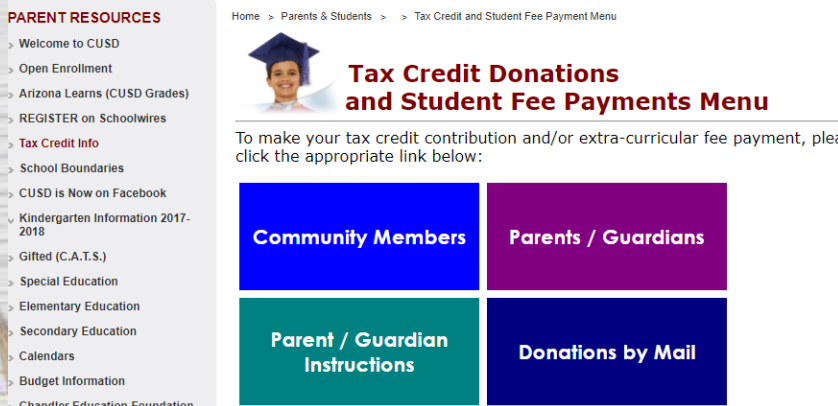 PARENT RESOURCES
Welcome to CUSD
Open Enrollment
Arizona Learns (CUSD Grades)
REGISTER on Schoolwires
Tax Credit Info
School Boundaries
CUSD is Now on Facebook
Kindergarten Information 2017-
2018
Gifted (C.A.T.S.)
Special Education
Elementary Education
Secondary Education
Calendars
Budget Information
Chandler Education Foundation
Home > Parents & Students > > Tax Credit and Student Fee Payment Menu
Tax Credit Donations
and Student Fee Payments Menu
To make your tax credit contribution and/or extra-curricular fee payment, plea
click the appropriate link below:
Community Members
Parents / Guardians
Parent / Guardian
Instructions
Donations by Mail